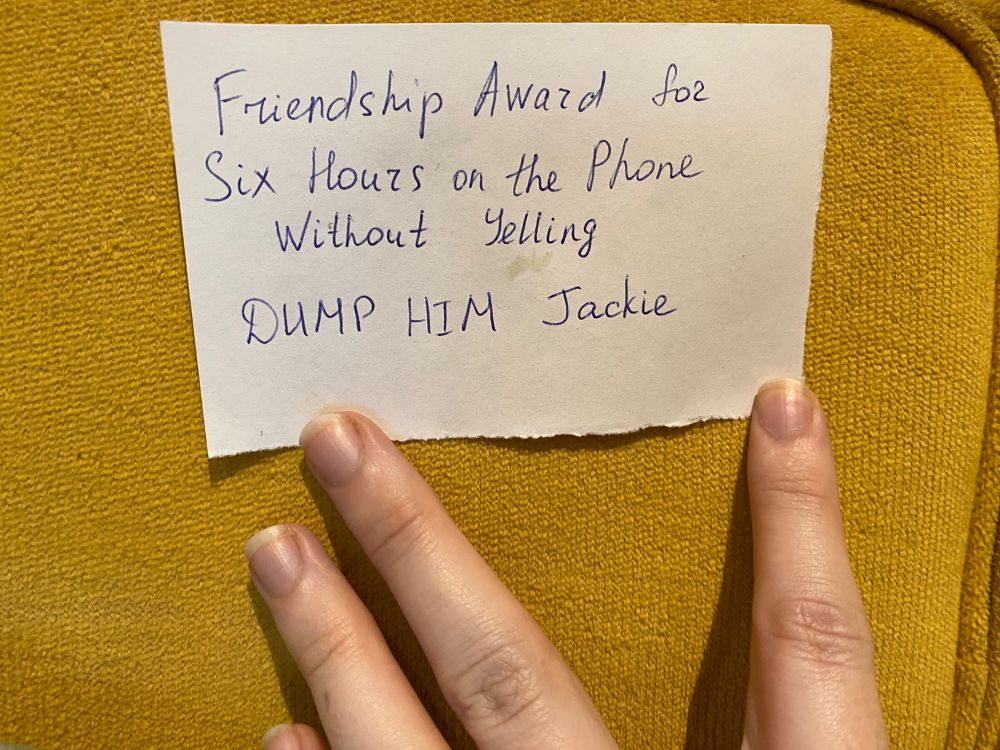 Friendship Award for
Six Hours on the Phone
Without Yelling
DUMP HIM Jackie